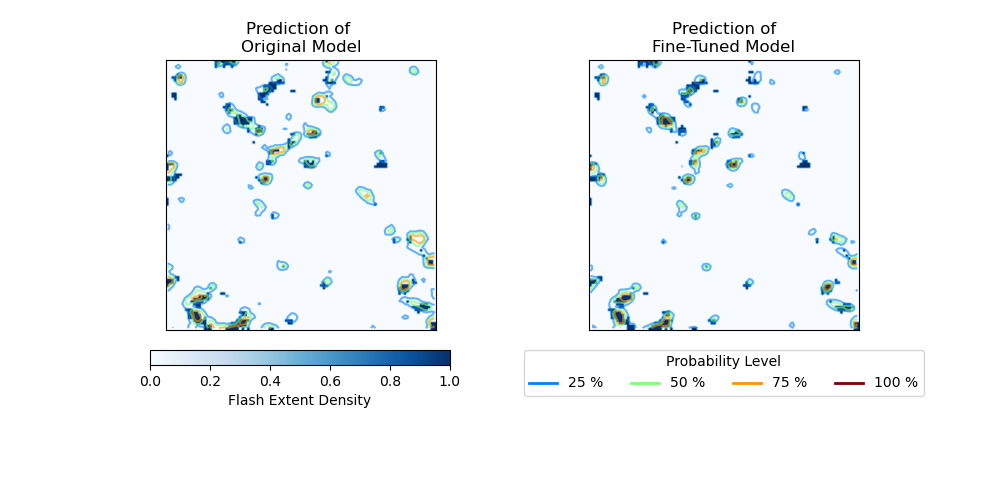 Prediction of
Original Model
Prediction of
Fine-Tuned Model
0.0 0.2 0.4 0.6 0.8 1.0
Flash Extent Density
Probability Level
25 % 50 % 75 % 100 %